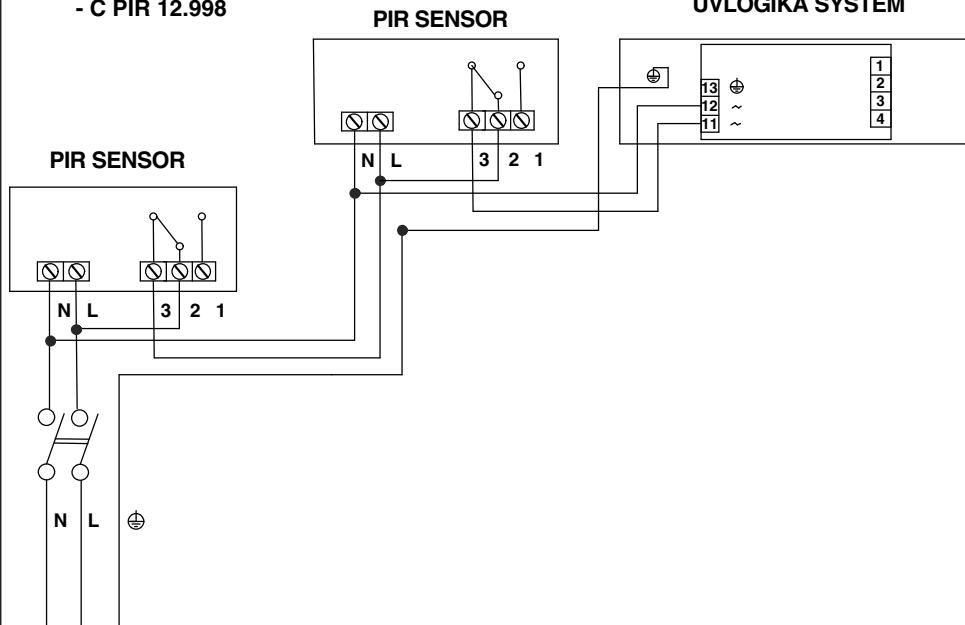 - C PIR 12.998
PIR SENSOR
UVLOGIKA SYSTEM
13
12 ~
11 ~
1
2
3
4
N L 3 2 1
PIR SENSOR
N L 3 2 1
N L